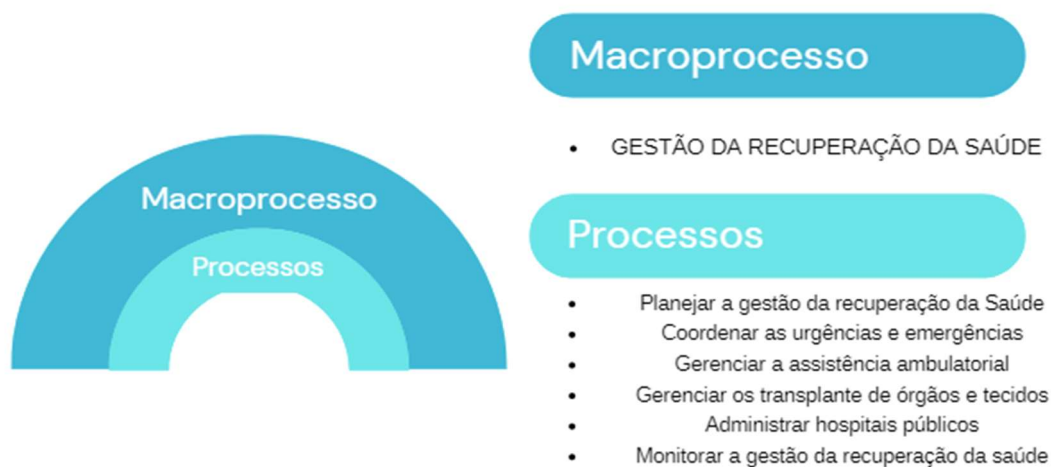 Macroprocesso
Processos
Macroprocesso
• GESTÃO DA RECUPERAÇÃO DA SAÚDE
Processos
• Planejar a gestão da recuperação da Saúde
• Coordenar as urgências e emergências
• Gerenciar a assistência ambulatorial
• Gerenciar os transplante de órgãos e tecidos
• Administrar hospitais públicos
• Monitorar a gestão da recuperação da saúde